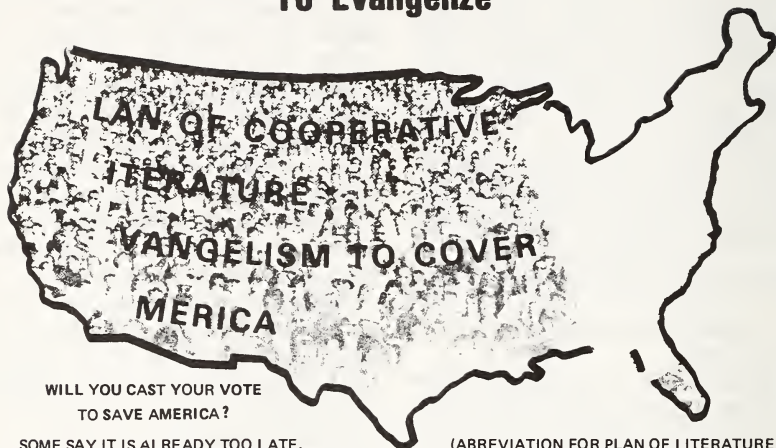 To Evangelize
LAN OF COOPERATIVE
ITERATURE
VANGELISM TO COVER
MERICA
WILL YOU CAST YOUR VOTE
TO SAVE AMERICA?
SOME SAY IT IS ALREADY TOO LATE.
(ABREVIATION FOR PLAN OF LITERATURE